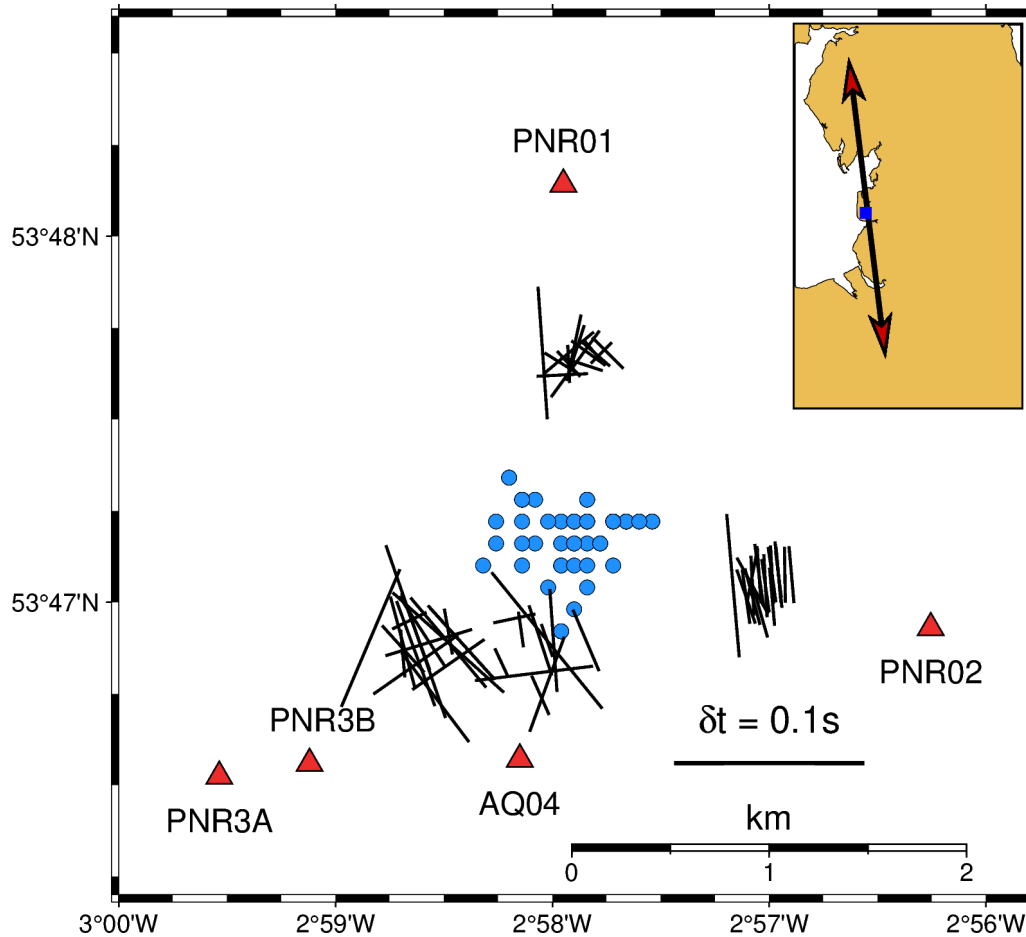 PNR01
53°48'N
53°47'N
PNR02
δt = 0.1s
PNR3B
PNR3A
AQ04
km
0 1 2
3°00'W 2°59'W 2°58'W 2°57'W 2°56'W